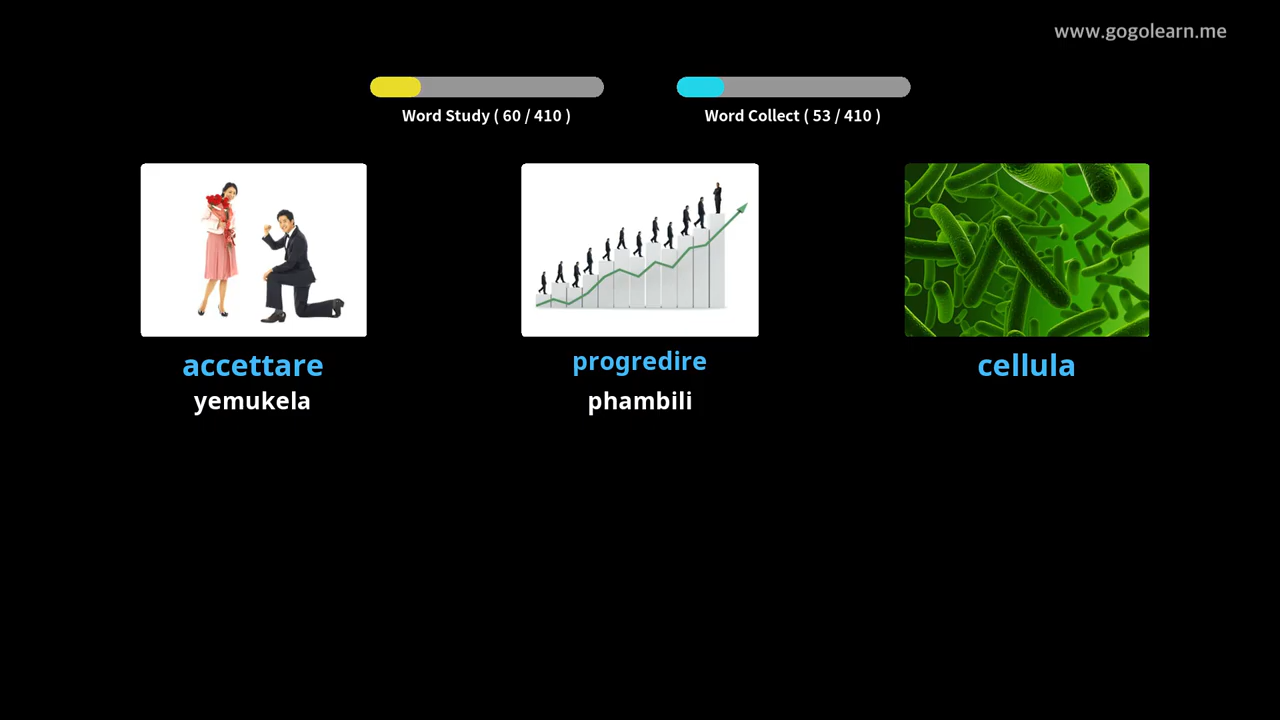 www.gogolearn.me
Word Study ( 60 / 410 )
Word Collect ( 53 / 410 )
accettare
yemukela
progredire
phambili
cellula